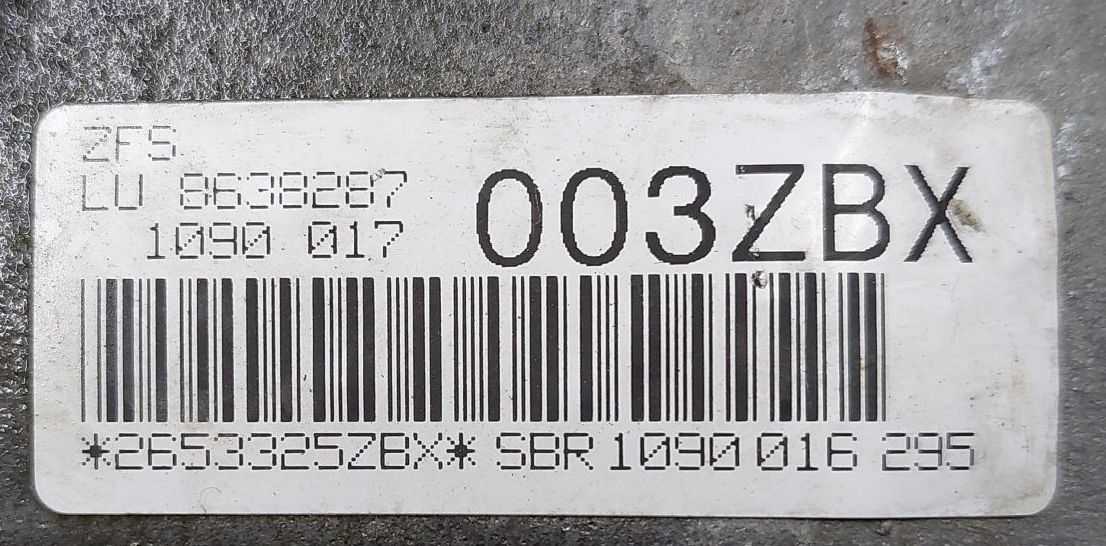 ZFS
LU 8638287
1090 017
003ZBX
*2653325ZBX* SBR 1090 016 295